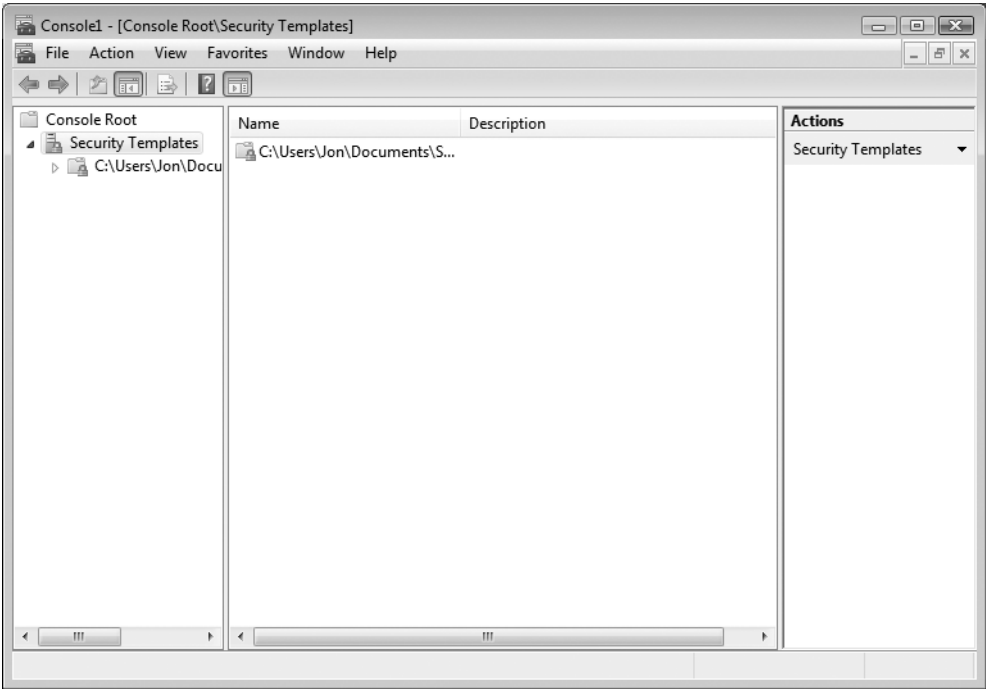 Console1 - [Console Root\Security Templates]
File Action View Favorites Window Help
Console Root
Security Templates
C:\Users\Jon\Docu
Name Description
C:\Users\Jon\Documents\S...
Actions
Security Templates